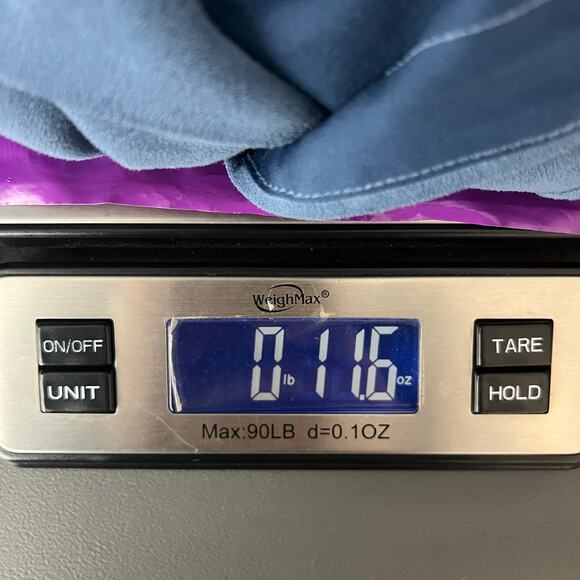 WeighMax®
ON/OFF
UNIT
0 lb 11.6 oz
TARE
HOLD
Max:90LB d=0.1OZ